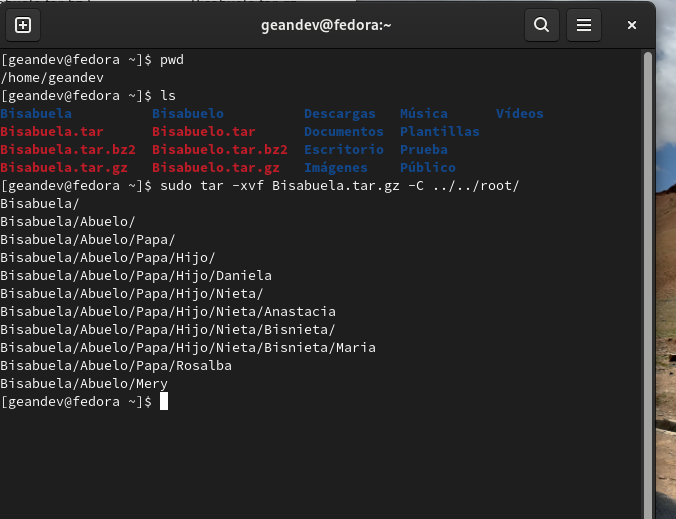 geandev@fedora:~
[geandev@fedora ~]$ pwd
/home/geandev
[geandev@fedora ~]$ ls
Bisabuela Bisabuelo Descargas Música Vídeos
Bisabuela.tar Bisabuelo.tar Documentos Plantillas
Bisabuela.tar.bz2 Bisabuelo.tar.bz2 Escritorio Prueba
Bisabuela.tar.gz Bisabuelo.tar.gz Imágenes Público
[geandev@fedora ~]$ sudo tar -xvf Bisabuela.tar.gz -C ../../root/
Bisabuela/
Bisabuela/Abuelo/
Bisabuela/Abuelo/Papa/
Bisabuela/Abuelo/Papa/Hijo/
Bisabuela/Abuelo/Papa/Hijo/Daniela
Bisabuela/Abuelo/Papa/Hijo/Nieta/
Bisabuela/Abuelo/Papa/Hijo/Nieta/Anastacia
Bisabuela/Abuelo/Papa/Hijo/Nieta/Bisnieta/
Bisabuela/Abuelo/Papa/Hijo/Nieta/Bisnieta/Maria
Bisabuela/Abuelo/Papa/Rosalba
Bisabuela/Abuelo/Mery
[geandev@fedora ~]$